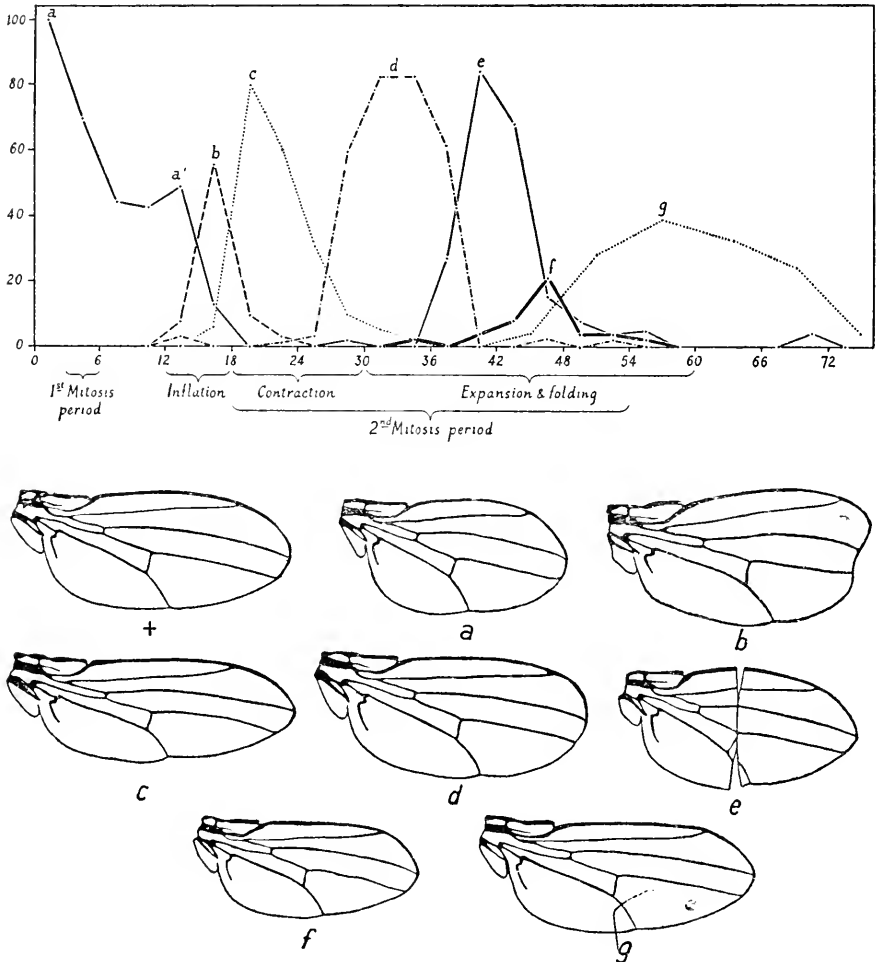 100
80
60
40
20
0
a
a'
b
c
d
e
f
g
0 6 12 18 24 30 36 42 48 54 60 66 72
1st Mitosis period
Inflation
Contraction
Expansion & folding
2nd Mitosis period
+ a b
c d e
f g